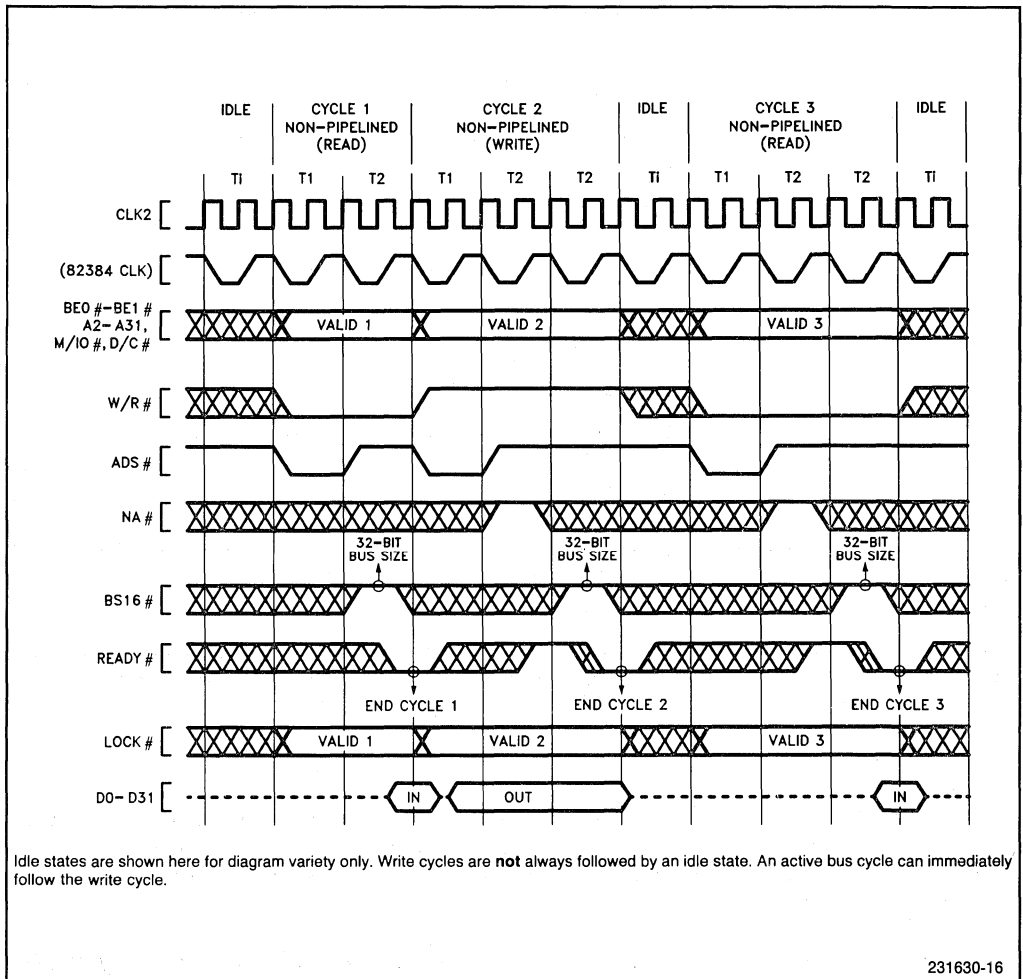 IDLE CYCLE 1 CYCLE 2 IDLE CYCLE 3 IDLE
NON-PIPELINED NON-PIPELINED NON-PIPELINED
(READ) (WRITE) (READ)
Ti T1 T2 T1 T2 T2 Ti T1 T2 T2 Ti
CLK2 [
(82384 CLK) [
BE0 #-BE1 #
A2-A31, [ VALID 1 VALID 2 VALID 3
M/IO #, D/C #
W/R # [
ADS # [
NA # [
32-BIT 32-BIT 32-BIT
BUS SIZE BUS SIZE BUS SIZE
BS16 # [
READY # [
END CYCLE 1 END CYCLE 2 END CYCLE 3
LOCK # [ VALID 1 VALID 2 VALID 3
D0-D31 [ IN OUT IN
Idle states are shown here for diagram variety only. Write cycles are not always followed by an idle state. An active bus cycle can immediately
follow the write cycle.
231630-16